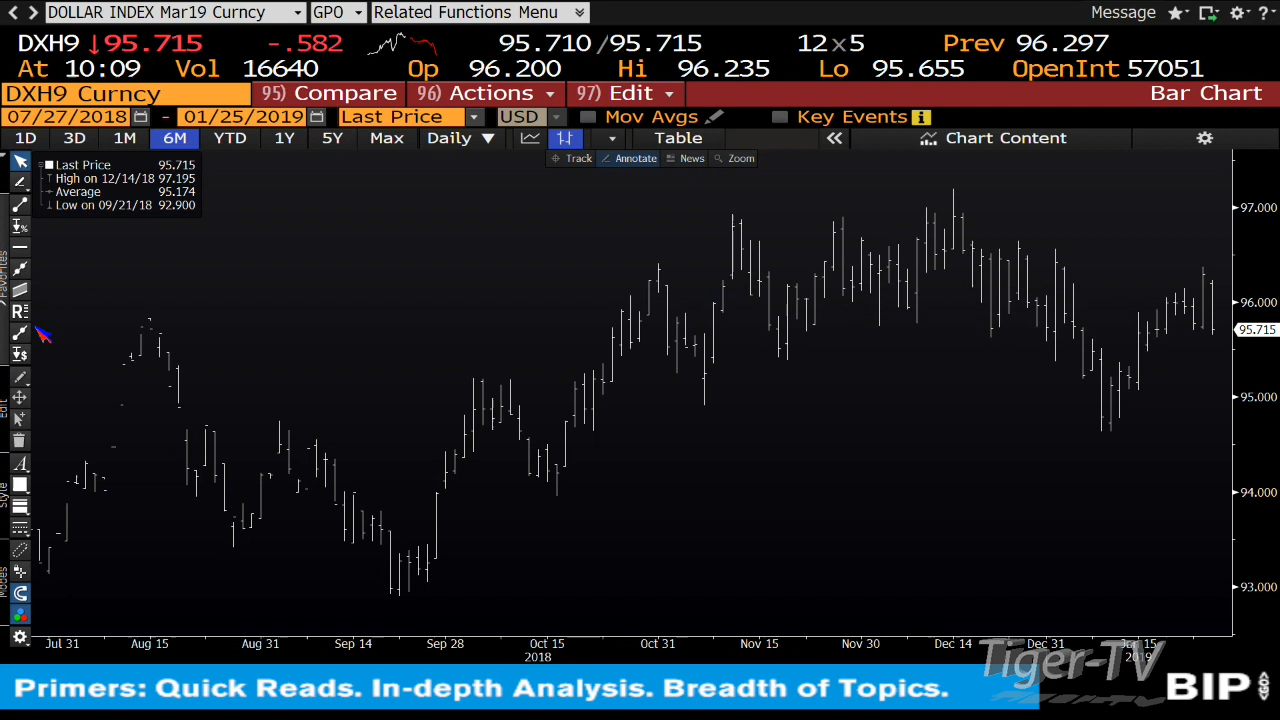 DOLLAR INDEX Mar19 Curncy GPO Related Functions Menu Message
DXH9 ↓95.715 -.582 95.710/95.715 12x5 Prev 96.297
At 10:09 Vol 16640 Op 96.200 Hi 96.235 Lo 95.655 OpenInt 57051
DXH9 Curncy 95) Compare 96) Actions 97) Edit Bar Chart
07/27/2018 - 01/25/2019 Last Price USD Mov Avgs Key Events
1D 3D 1M 6M YTD 1Y 5Y Max Daily ▼ Table « Chart Content
Track Annotate News Zoom
Last Price 95.715
High on 12/14/18 97.195
Average 95.174
Low on 09/21/18 92.900
97.000
96.000
95.715
95.000
94.000
93.000
Favorites
Edit
Style
Modes
Jul 31 Aug 15 Aug 31 Sep 14 Sep 28 Oct 15 Oct 31 Nov 15 Nov 30 Dec 14 Dec 31 Jan 15
2018 2019
Tiger-TV
Primers: Quick Reads. In-depth Analysis. Breadth of Topics.
BIP GO